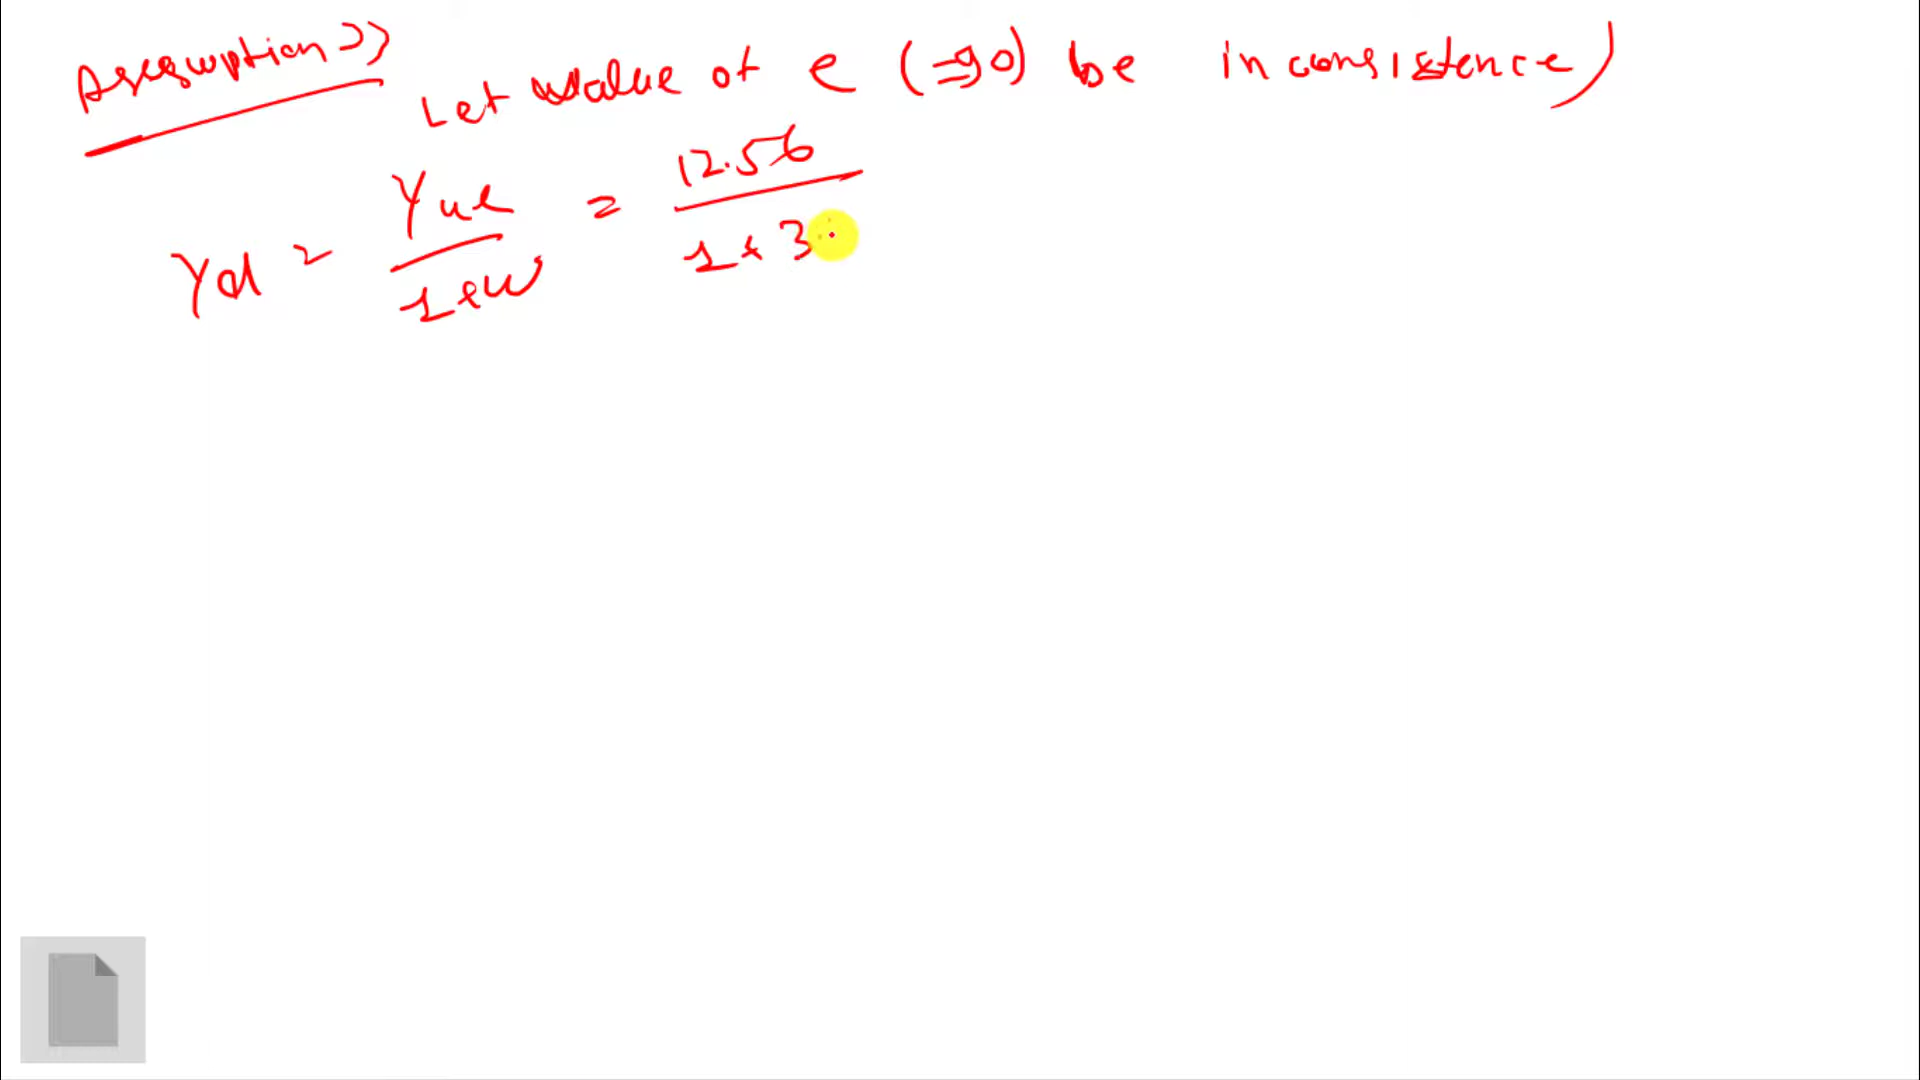 Assumption >> Let value of e (=90) be in consistence)
Yd = Yue / 1+w = 12.56 / 1+3